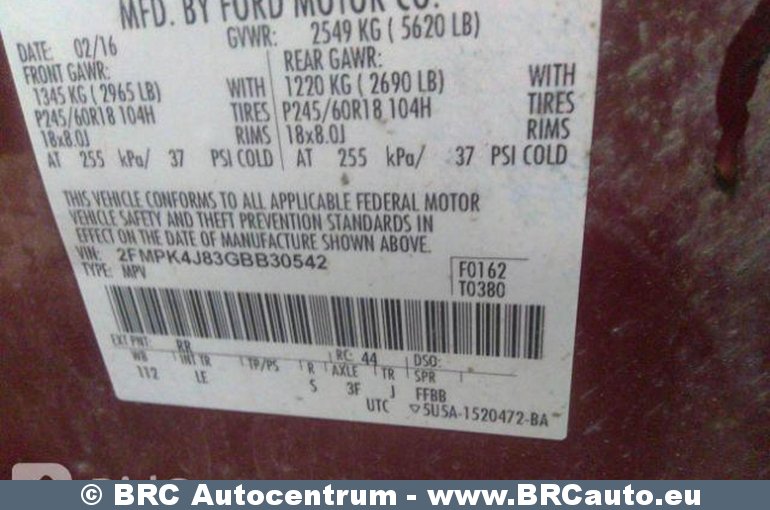 MFD. BY FORD MOTOR CO.
DATE: 02/16 GVWR: 2549 KG ( 5620 LB)
FRONT GAWR: REAR GAWR:
1345 KG ( 2965 LB) WITH 1220 KG ( 2690 LB) WITH
P245/60R18 104H TIRES P245/60R18 104H TIRES
18x8.0J RIMS 18x8.0J RIMS
AT 255 kPa/ 37 PSI COLD AT 255 kPa/ 37 PSI COLD
THIS VEHICLE CONFORMS TO ALL APPLICABLE FEDERAL MOTOR
VEHICLE SAFETY AND THEFT PREVENTION STANDARDS IN
EFFECT ON THE DATE OF MANUFACTURE SHOWN ABOVE.
VIN: 2FMPK4J83GBB30542 F0162
TYPE: MPV T0380
EXT PNT: RR RC: 44 DSO:
WB INT TR TP/PS R AXLE TR SPR
112 LE S 3F J FFBB
UTC ▽5U5A-1520472-BA
© BRC Autocentrum - www.BRCauto.eu